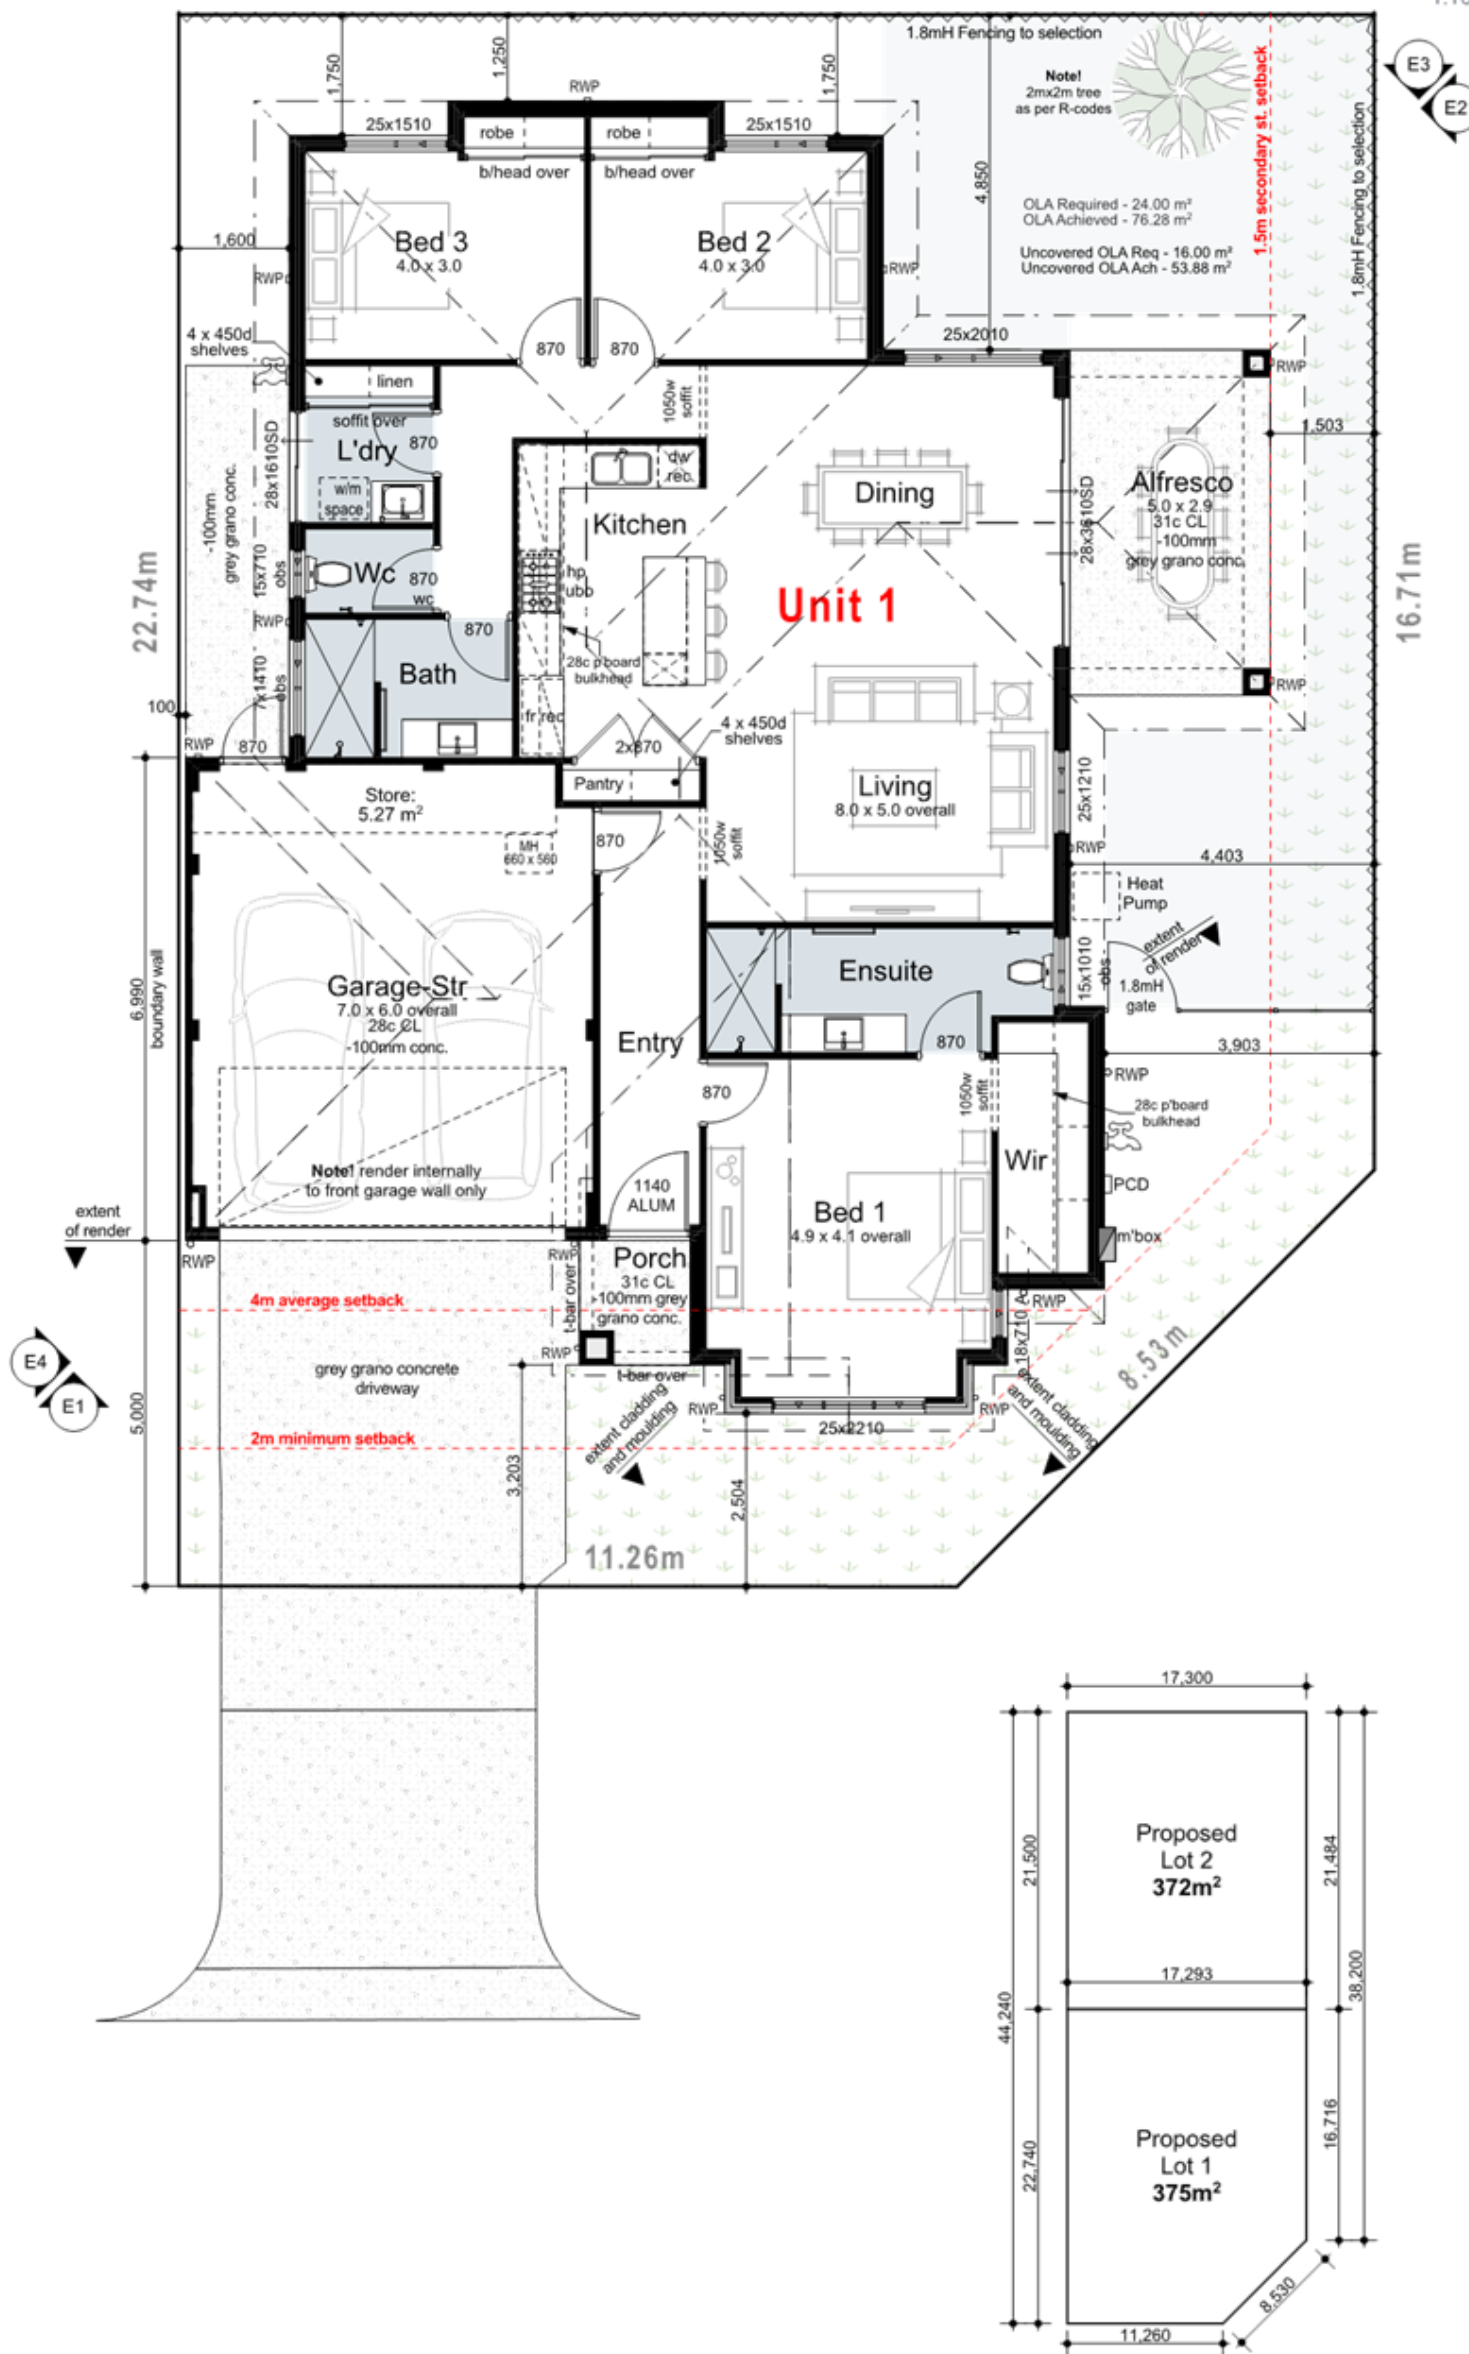 1.8mH Fencing to selection
Note!
2mx2m tree
as per R-codes
1.5m secondary st. setback
1.8mH Fencing to selection
E3
E2
1,750
1,250
1,750
RWP
25x1510
robe
robe
25x1510
b/head over
b/head over
4,850
OLA Required - 24.00 m²
OLA Achieved - 76.28 m²
Uncovered OLA Req - 16.00 m²
Uncovered OLA Ach - 53.88 m²
1,600
Bed 3
4.0 x 3.0
Bed 2
4.0 x 3.0
RWP
RWP
4 x 450d
shelves
870
870
25x2010
RWP
linen
1050w
soffit
soffit over
870
L'dry
28x1610SD
w/m
space
-100mm
grey grano conc.
dw
rec.
Kitchen
Dining
28x3610SD
Alfresco
5.0 x 2.9
31c CL
-100mm
grey grano conc.
1,503
22.74m
16.71m
15x710
obs
Wc
870
wc
hp
ubo
Unit 1
RWP
870
Bath
7x1410
obs
28c p'board
bulkhead
fr rec
RWP
100
RWP
870
2x870
4 x 450d
shelves
Pantry
Living
8.0 x 5.0 overall
25x1210
Store:
5.27 m²
MH
660 x 560
870
1050w
soffit
RWP
4,403
Heat
Pump
extent
of render
6,990
boundary wall
Garage-Str
7.0 x 6.0 overall
28c CL
-100mm conc.
Ensuite
15x1010
obs
1.8mH
gate
Entry
870
3,903
870
1050w
soffit
RWP
28c p'board
bulkhead
Wir
Note! render internally
to front garage wall only
1140
ALUM
Bed 1
4.9 x 4.1 overall
PCD
m'box
extent
of render
RWP
RWP
Porch
31c CL
-100mm grey
grano conc.
t-bar over
4m average setback
RWP
18x710
RWP
t-bar over
E4
E1
grey grano concrete
driveway
8.53m
5,000
RWP
25x2210
RWP
extent cladding
and moulding
extent cladding
and moulding
2m minimum setback
3,203
2,504
11.26m
17,300
21,500
Proposed
Lot 2
372m²
21,484
17,293
44,240
38,200
22,740
Proposed
Lot 1
375m²
16,716
8,530
11,260